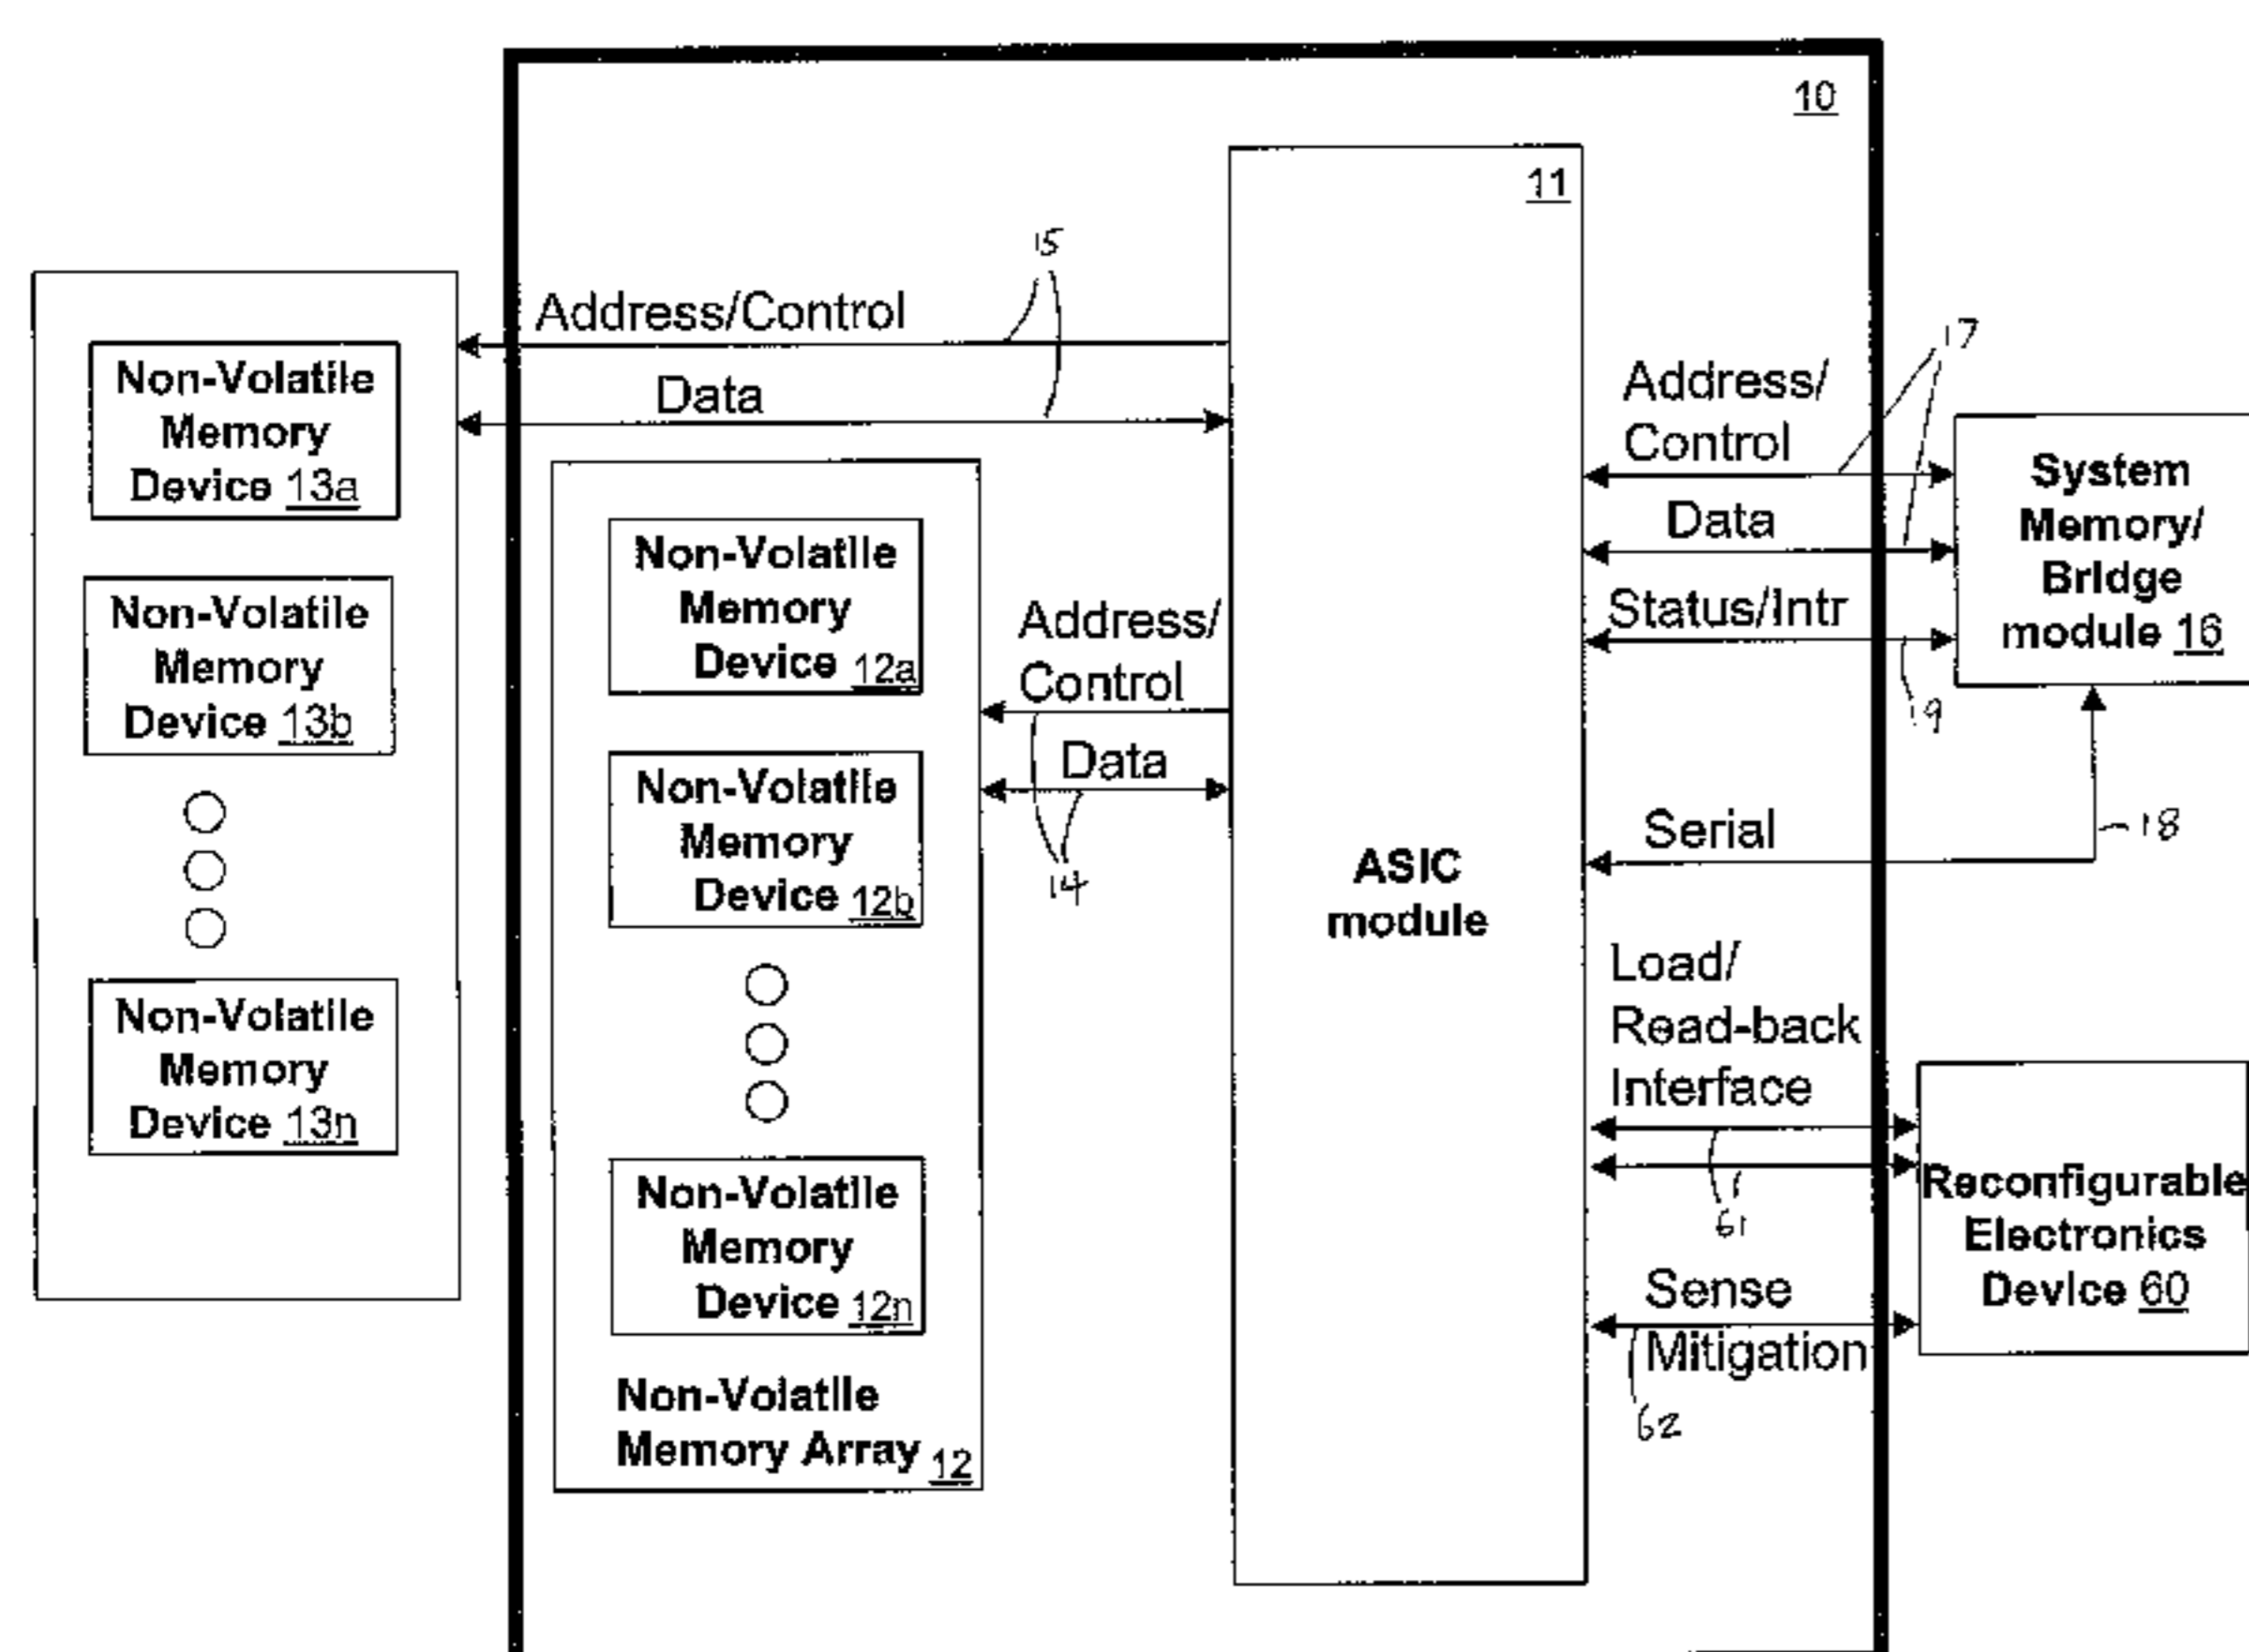 10
11
15
Address/Control
Data
Non-Volatile
Memory
Device 13a
Non-Volatile
Memory
Device 13b
Non-Volatile
Memory
Device 13n
Non-Volatile
Memory
Device 12a
Non-Volatile
Memory
Device 12b
Non-Volatile
Memory
Device 12n
Non-Volatile
Memory Array 12
Address/
Control
Data
14
ASIC
module
17
Address/
Control
Data
Status/Intr
19
System
Memory/
Bridge
module 16
Serial
18
Load/
Read-back
Interface
61
Sense
Mitigation
62
Reconfigurable
Electronics
Device 60